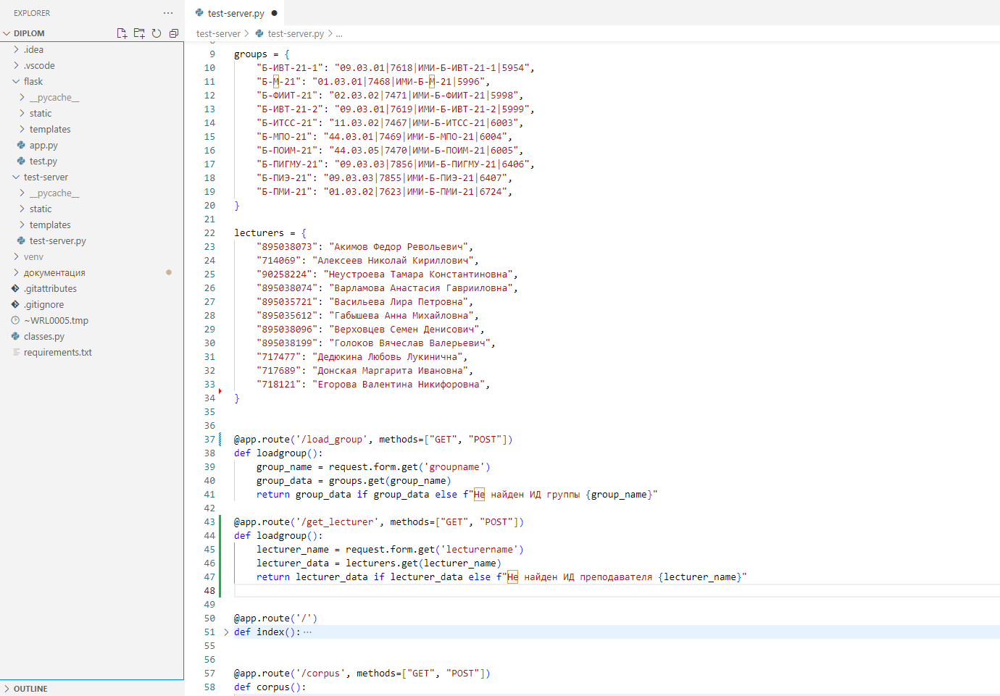 EXPLORER
DIPLOM
.idea
.vscode
flask
__pycache__
static
templates
app.py
test.py
test-server
__pycache__
static
templates
test-server.py
venv
документация
.gitattributes
.gitignore
~WRL0005.tmp
classes.py
requirements.txt
OUTLINE
test-server.py
test-server > test-server.py > ...
9 groups = {
10 "Б-ИВТ-21-1": "09.03.01|7618|ИМИ-Б-ИВТ-21-1|5954",
11 "Б-М-21": "01.03.01|7468|ИМИ-Б-М-21|5996",
12 "Б-ФИИТ-21": "02.03.02|7471|ИМИ-Б-ФИИТ-21|5998",
13 "Б-ИВТ-21-2": "09.03.01|7619|ИМИ-Б-ИВТ-21-2|5999",
14 "Б-ИТСС-21": "11.03.02|7467|ИМИ-Б-ИТСС-21|6003",
15 "Б-МПО-21": "44.03.01|7469|ИМИ-Б-МПО-21|6004",
16 "Б-ПОИМ-21": "44.03.05|7470|ИМИ-Б-ПОИМ-21|6005",
17 "Б-ПИГМУ-21": "09.03.03|7856|ИМИ-Б-ПИГМУ-21|6406",
18 "Б-ПИЭ-21": "09.03.03|7855|ИМИ-Б-ПИЭ-21|6407",
19 "Б-ПМИ-21": "01.03.02|7623|ИМИ-Б-ПМИ-21|6724",
20 }
21
22 lecturers = {
23 "895038073": "Акимов Федор Револьевич",
24 "714069": "Алексеев Николай Кириллович",
25 "90258224": "Неустроева Тамара Константиновна",
26 "895038074": "Варламова Анастасия Гаврииловна",
27 "895035721": "Васильева Лира Петровна",
28 "895035612": "Габышева Анна Михайловна",
29 "895038096": "Верховцев Семен Денисович",
30 "895038199": "Голоков Вячеслав Валерьевич",
31 "717477": "Дедюкина Любовь Лукинична",
32 "717689": "Донская Маргарита Ивановна",
33 "718121": "Егорова Валентина Никифоровна",
34 }
35
36
37 @app.route('/load_group', methods=["GET", "POST"])
38 def loadgroup():
39 group_name = request.form.get('groupname')
40 group_data = groups.get(group_name)
41 return group_data if group_data else f"Не найден ИД группы {group_name}"
42
43 @app.route('/get_lecturer', methods=["GET", "POST"])
44 def loadgroup():
45 lecturer_name = request.form.get('lecturername')
46 lecturer_data = lecturers.get(lecturer_name)
47 return lecturer_data if lecturer_data else f"Не найден ИД преподавателя {lecturer_name}"
48
49
50 @app.route('/')
51 def index():...
55
56
57 @app.route('/corpus', methods=["GET", "POST"])
58 def corpus():